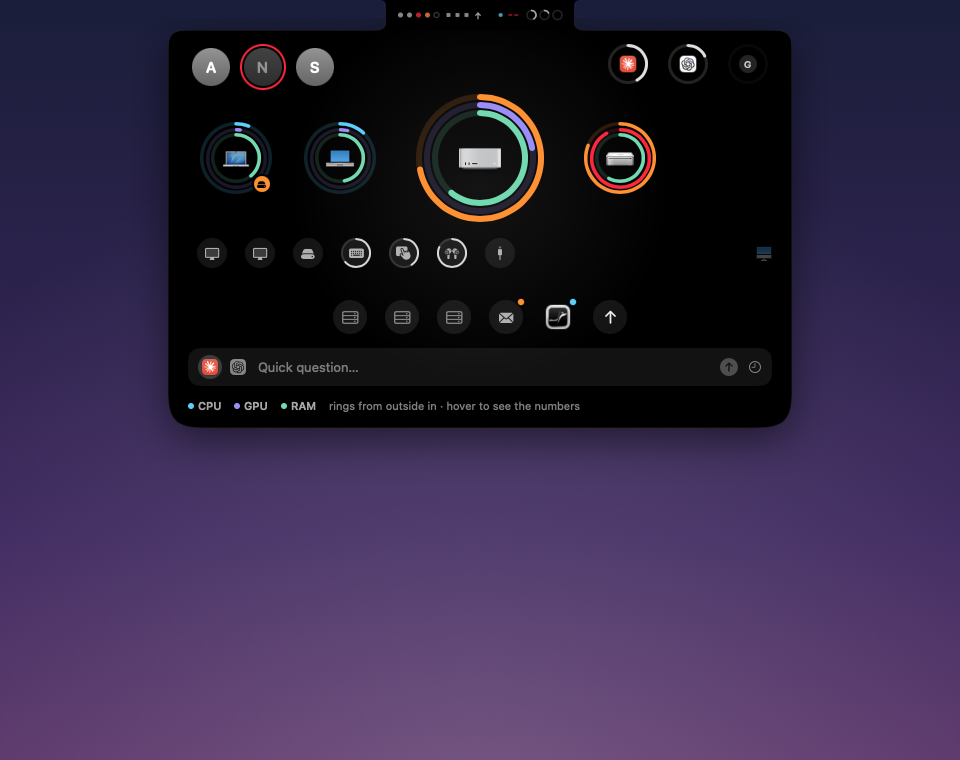 A N S G
Quick question...
CPU GPU RAM rings from outside in · hover to see the numbers